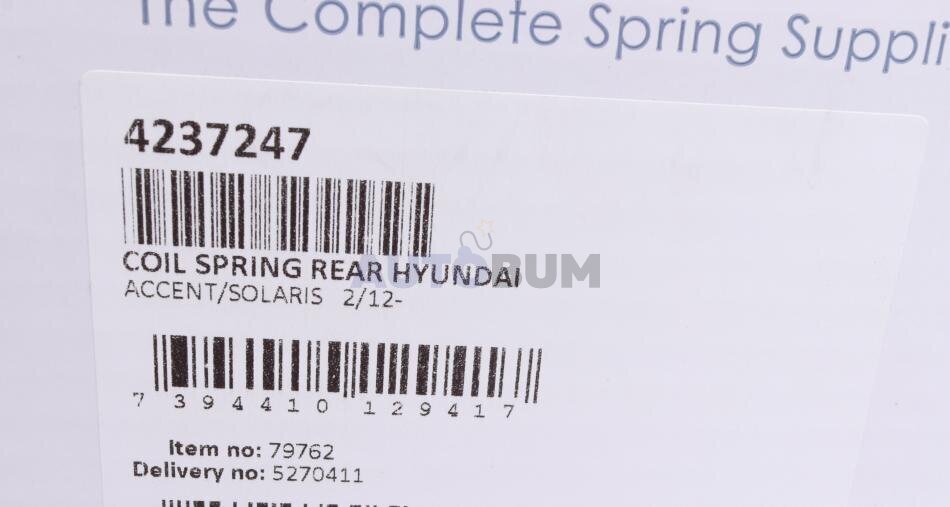 The Complete Spring Suppli
4237247
COIL SPRING REAR HYUNDAI
ACCENT/SOLARIS 2/12-
AUTOBUM
7 394410 129417
Item no: 79762
Delivery no: 5270411